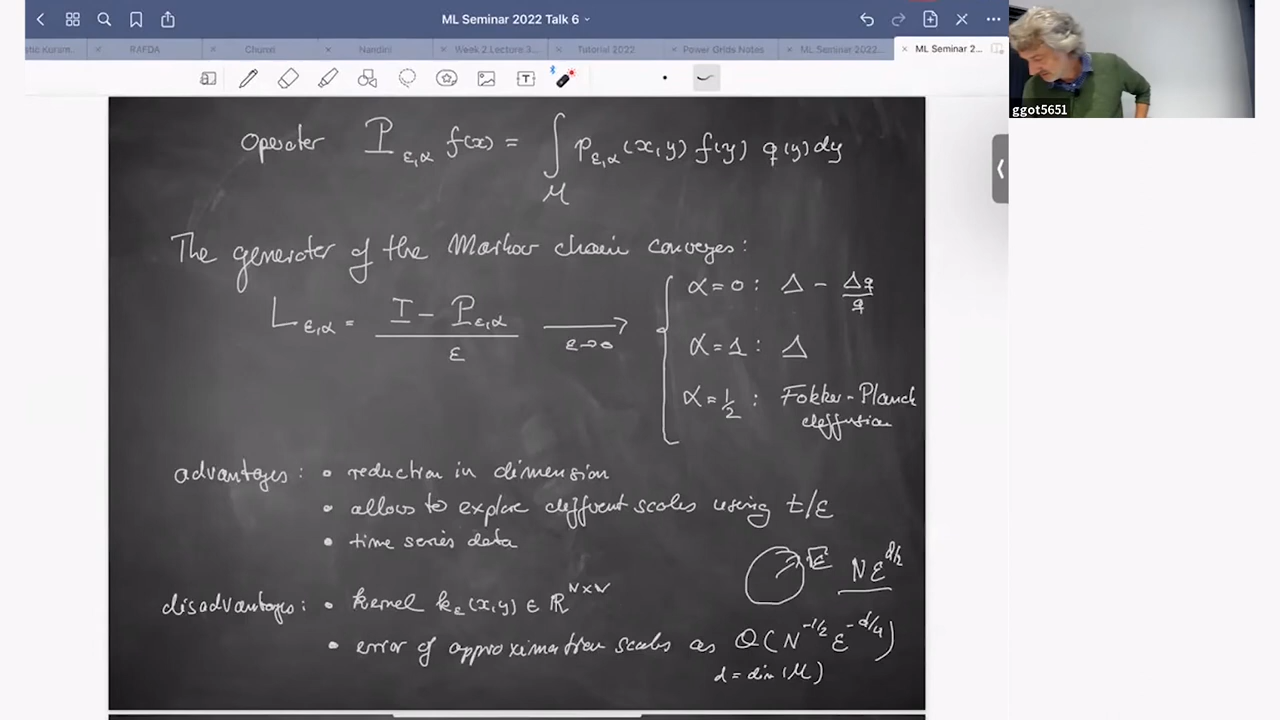 ML Seminar 2022 Talk 6
RAFDA
Chunxi
Nandini
Week 2 Lecture 3...
Tutorial 2022
Power Grids Notes
ML Seminar 2022...
ML Seminar 2...
ggot5651
Operator P_{ε,α} f(x) = ∫_M p_{ε,α}(x,y) f(y) q(y) dy
The generator of the Markov chain converges:
L_{ε,α} = (I - P_{ε,α}) / ε → ε→0
α=0 : Δ - Δq/q
α=1 : Δ
α=1/2 : Fokker-Planck
diffusion
advantages: • reduction in dimension
• allows to explore different scales using t/ε
• time series data
√ε Nε^{d/2}
disadvantages: • kernel k_ε(x,y) ∈ ℝ^{N×N}
• error of approximation scales as O(N^{-1/2} ε^{-d/4})
d = dim(M)